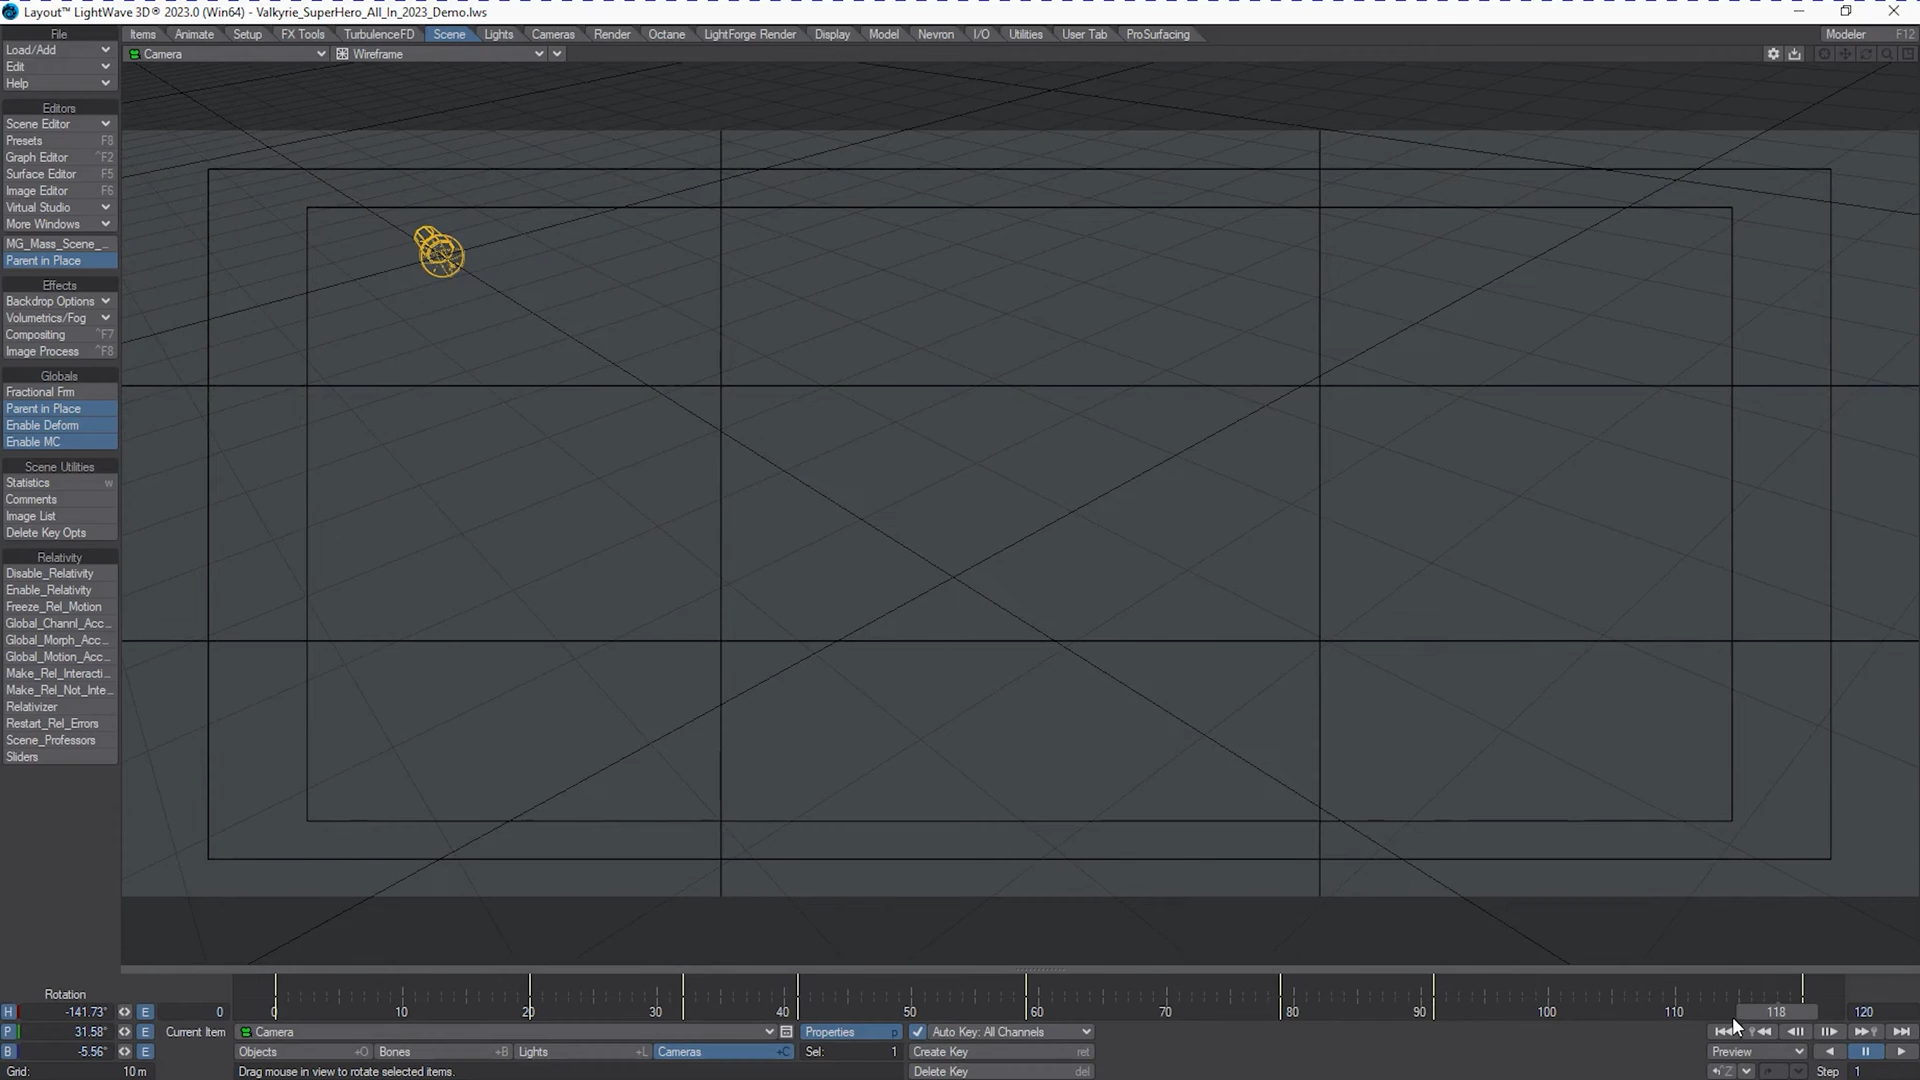 Layout™ LightWave 3D® 2023.0 (Win64) - Valkyrie_SuperHero_All_In_2023_Demo.lws
File Items Animate Setup FX Tools TurbulenceFD Scene Lights Cameras Render Octane LightForge Render Display Model Nevron I/O Utilities User Tab ProSurfacing Modeler F12
Load/Add Camera Wireframe
Edit
Help
Editors
Scene Editor
Presets F8
Graph Editor ^F2
Surface Editor F5
Image Editor F6
Virtual Studio
More Windows
MG_Mass_Scene_...
Parent in Place
Effects
Backdrop Options
Volumetrics/Fog
Compositing ^F7
Image Process ^F8
Globals
Fractional Frm
Parent in Place
Enable Deform
Enable MC
Scene Utilities
Statistics w
Comments
Image List
Delete Key Opts
Relativity
Disable_Relativity
Enable_Relativity
Freeze_Rel_Motion
Global_Channl_Acc...
Global_Morph_Acc...
Global_Motion_Acc...
Make_Rel_Interacti...
Make_Rel_Not_Inte...
Relativizer
Restart_Rel_Errors
Scene_Professors
Sliders
Rotation
H -141.73° E 0 0 10 20 30 40 50 60 70 80 90 100 110 118 120
P 31.58° E Current Item Camera Properties p Auto Key: All Channels
B -5.56° E Objects +O Bones +B Lights +L Cameras +C Sel: 1 Create Key ret Preview
Grid: 10 m Drag mouse in view to rotate selected items. Delete Key del ^Z Step 1